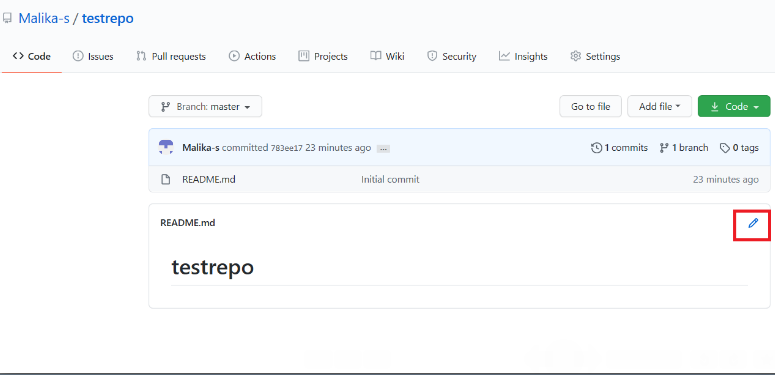 Malika-s / testrepo
Code Issues Pull requests Actions Projects Wiki Security Insights Settings
Branch: master Go to file Add file Code
Malika-s committed 783ee17 23 minutes ago ... 1 commits 1 branch 0 tags
README.md Initial commit 23 minutes ago
README.md
testrepo